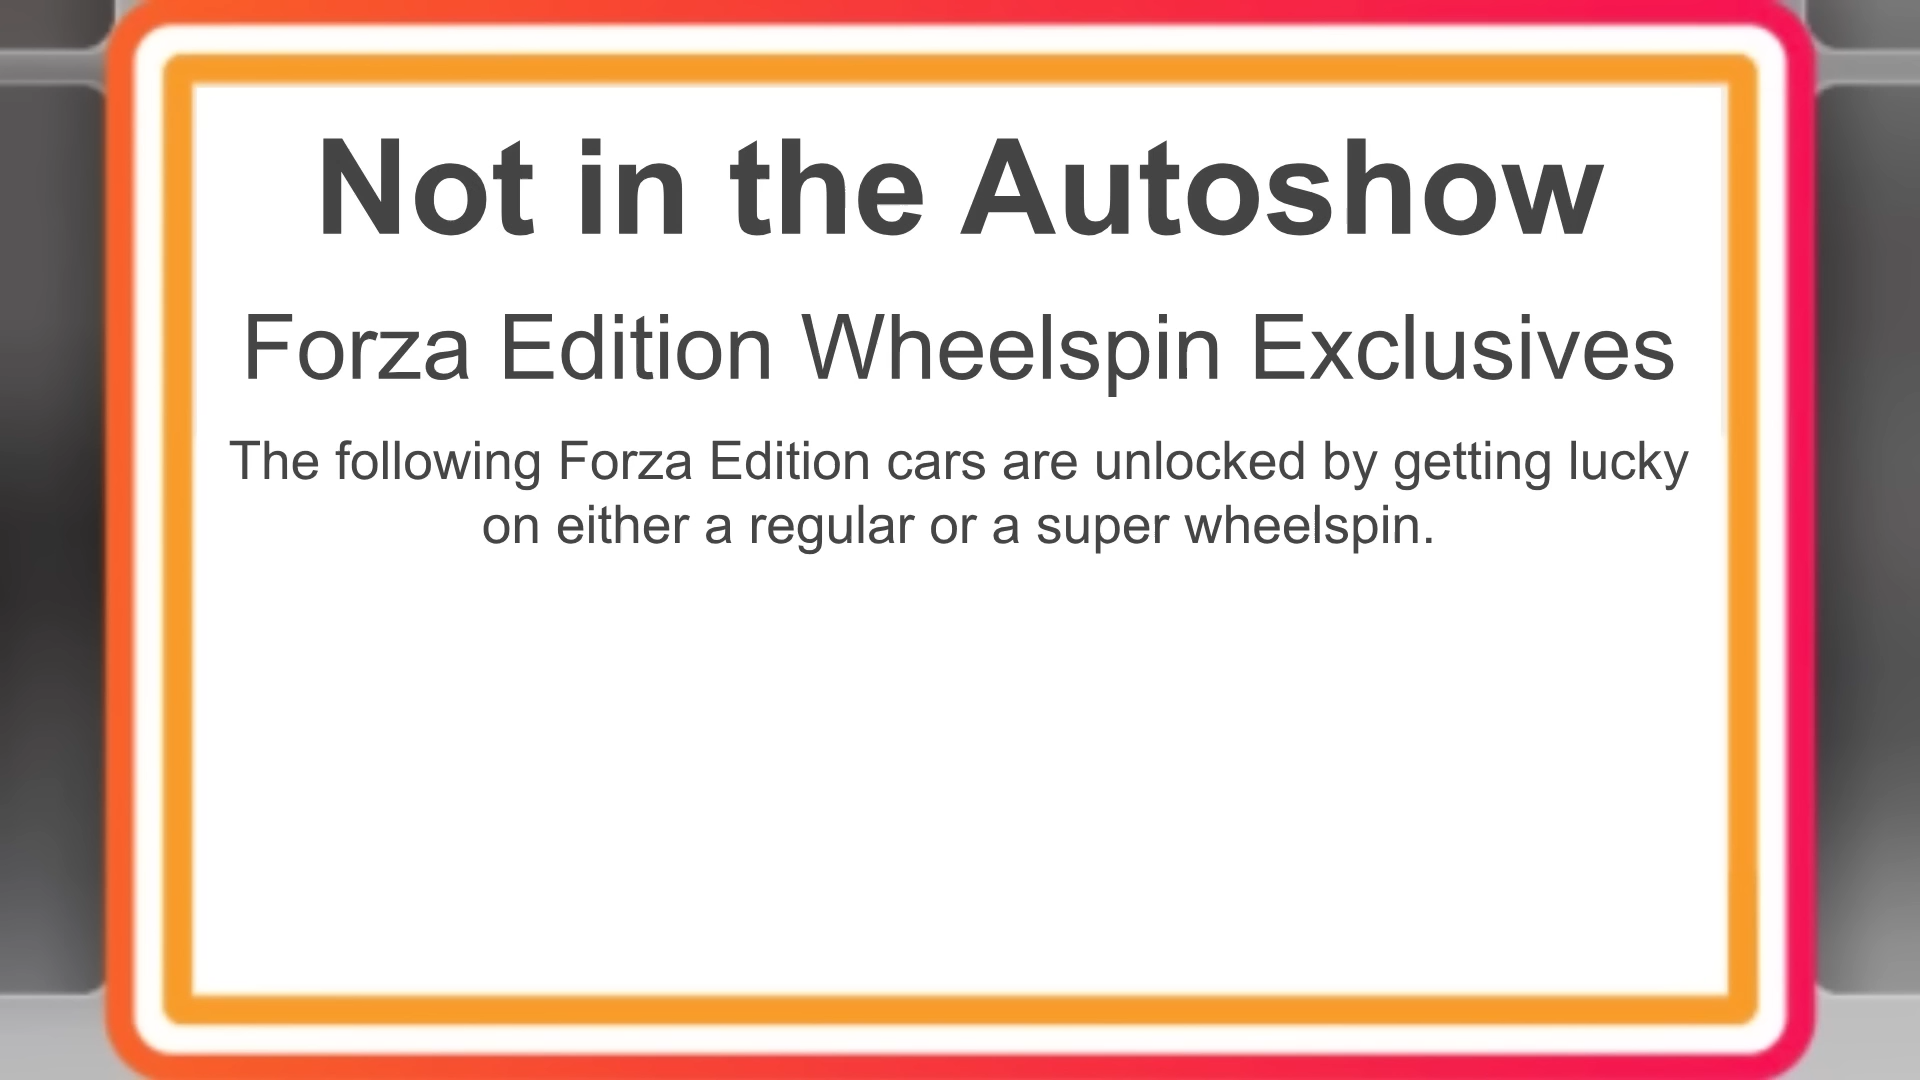 Not in the Autoshow
Forza Edition Wheelspin Exclusives
The following Forza Edition cars are unlocked by getting lucky
on either a regular or a super wheelspin.